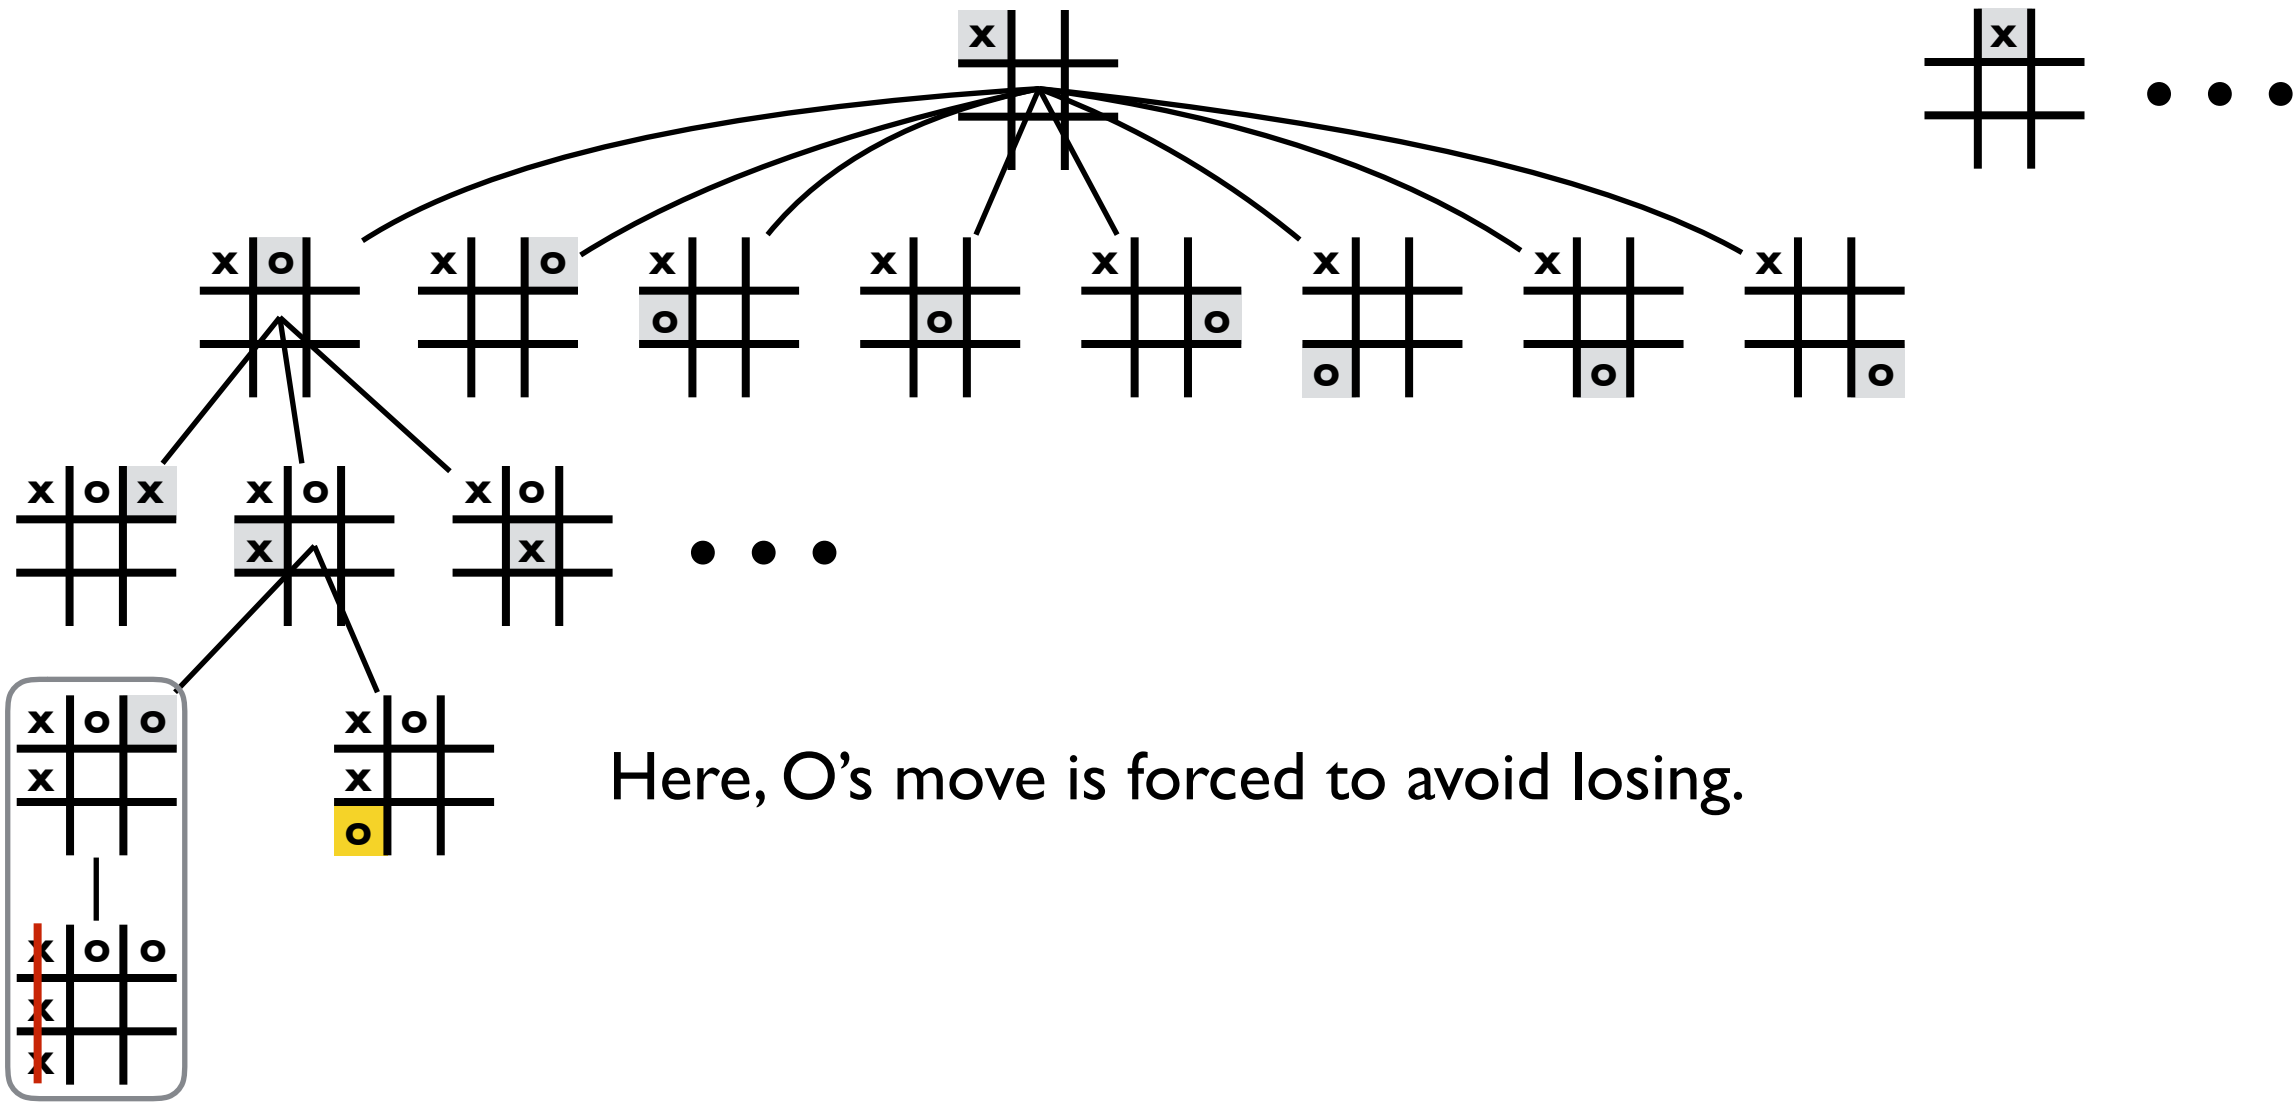 x
x
x o
x o
x
o
x
o
x
o
x
o
x
o
x
o
x o x
x o
x
x o
x
x o o
x
x o
x
o
Here, O’s move is forced to avoid losing.
x o o
x
x